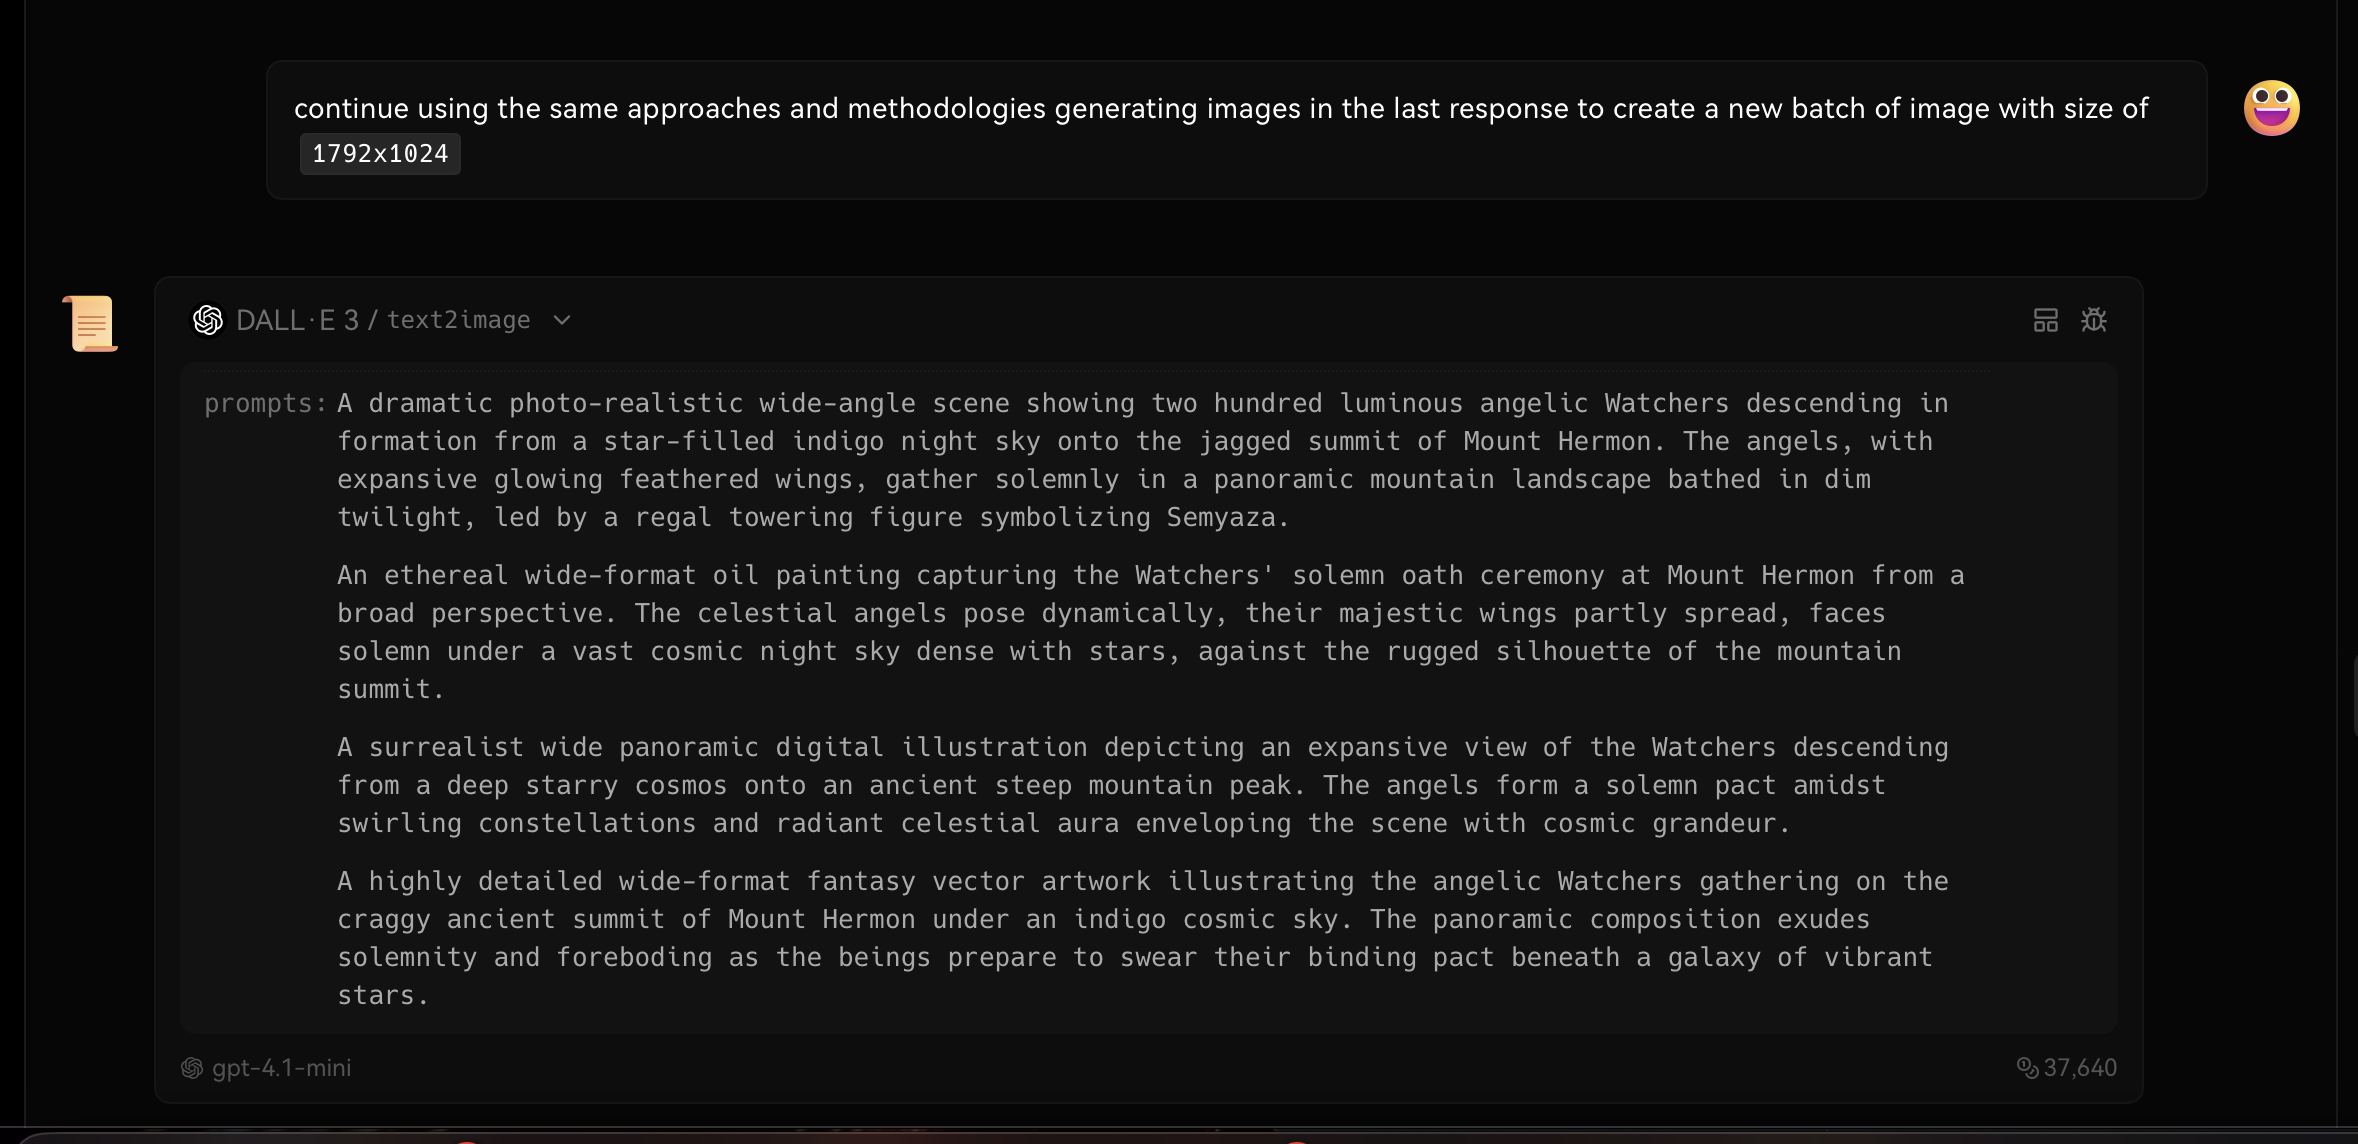 continue using the same approaches and methodologies generating images in the last response to create a new batch of image with size of
1792x1024
DALL·E 3 / text2image
prompts: A dramatic photo-realistic wide-angle scene showing two hundred luminous angelic Watchers descending in
formation from a star-filled indigo night sky onto the jagged summit of Mount Hermon. The angels, with
expansive glowing feathered wings, gather solemnly in a panoramic mountain landscape bathed in dim
twilight, led by a regal towering figure symbolizing Semyaza.
An ethereal wide-format oil painting capturing the Watchers' solemn oath ceremony at Mount Hermon from a
broad perspective. The celestial angels pose dynamically, their majestic wings partly spread, faces
solemn under a vast cosmic night sky dense with stars, against the rugged silhouette of the mountain
summit.
A surrealist wide panoramic digital illustration depicting an expansive view of the Watchers descending
from a deep starry cosmos onto an ancient steep mountain peak. The angels form a solemn pact amidst
swirling constellations and radiant celestial aura enveloping the scene with cosmic grandeur.
A highly detailed wide-format fantasy vector artwork illustrating the angelic Watchers gathering on the
craggy ancient summit of Mount Hermon under an indigo cosmic sky. The panoramic composition exudes
solemnity and foreboding as the beings prepare to swear their binding pact beneath a galaxy of vibrant
stars.
gpt-4.1-mini
37,640